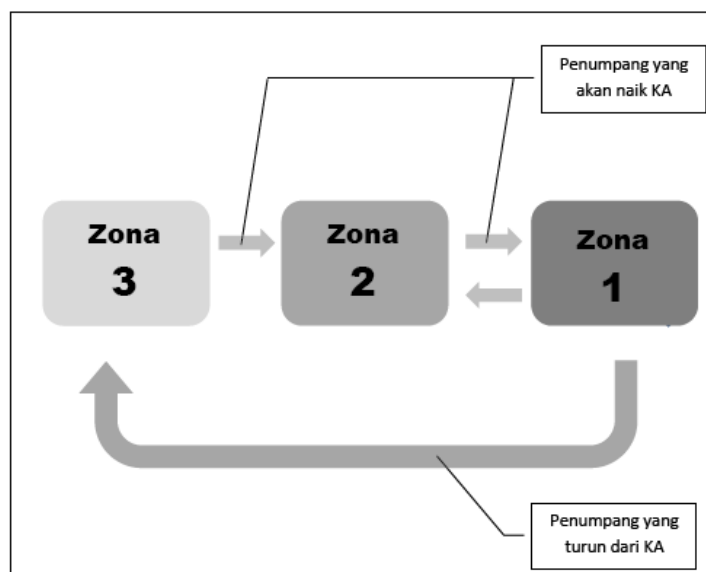 Penumpang yang
akan naik KA
Zona
3
Zona
2
Zona
1
Penumpang yang
turun dari KA